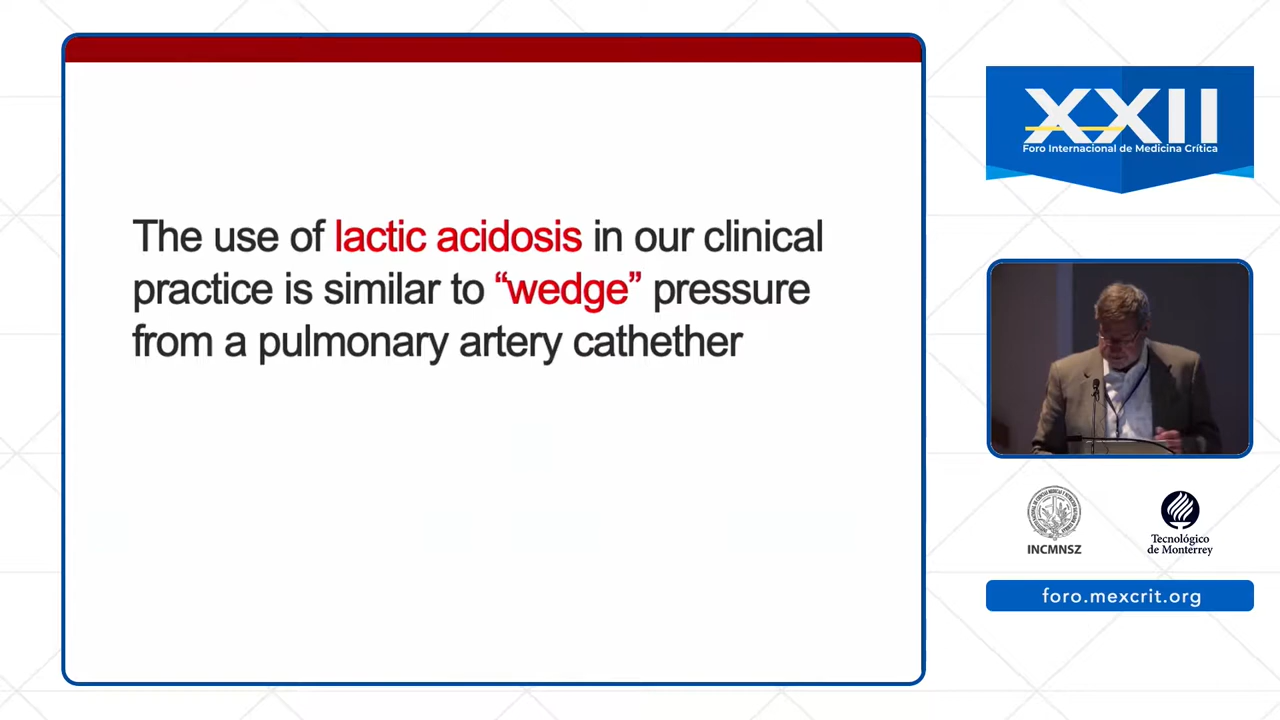 The use of lactic acidosis in our clinical
practice is similar to “wedge” pressure
from a pulmonary artery cathether
XXII
Foro Internacional de Medicina Crítica
INCMNSZ
Tecnológico
de Monterrey
foro.mexcrit.org